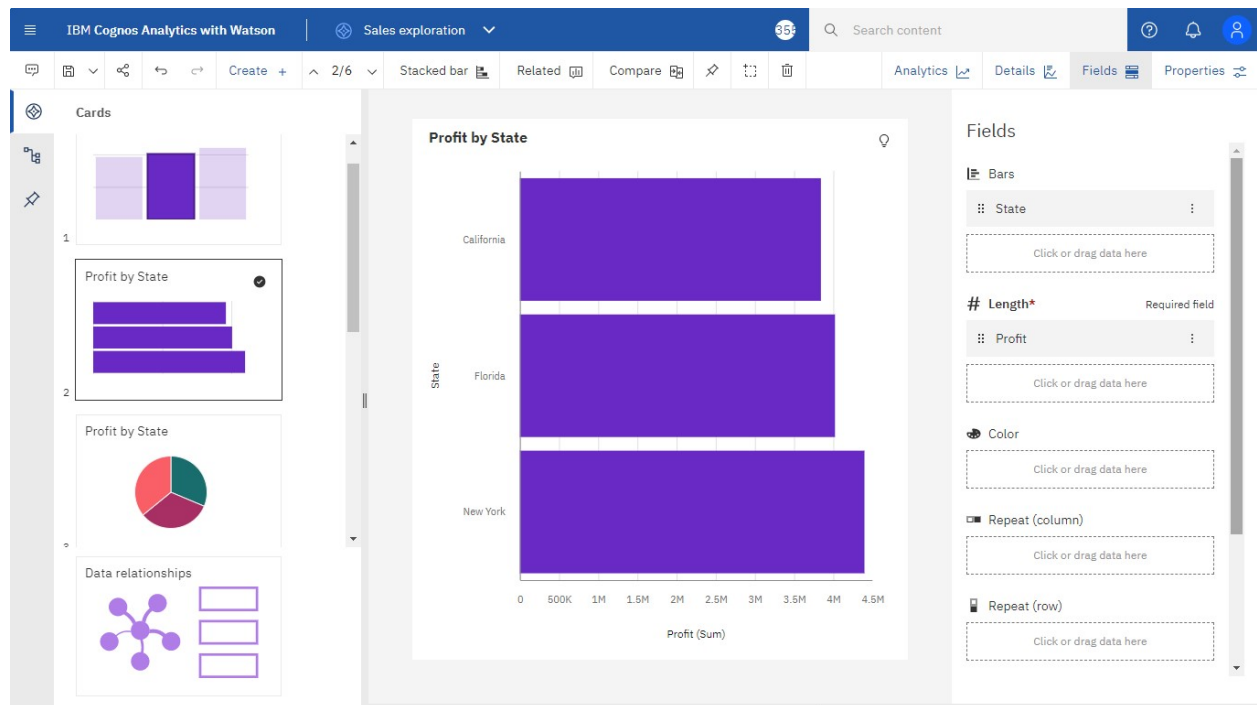 IBM Cognos Analytics with Watson
Sales exploration
Search content
Create +
2/6
Stacked bar
Related
Compare
Analytics
Details
Fields
Properties
Cards
1
Profit by State
2
Profit by State
Data relationships
Profit by State
California
Florida
New York
State
0 500K 1M 1.5M 2M 2.5M 3M 3.5M 4M 4.5M
Profit (Sum)
Fields
Bars
State
Click or drag data here
# Length* Required field
Profit
Click or drag data here
Color
Click or drag data here
Repeat (column)
Click or drag data here
Repeat (row)
Click or drag data here